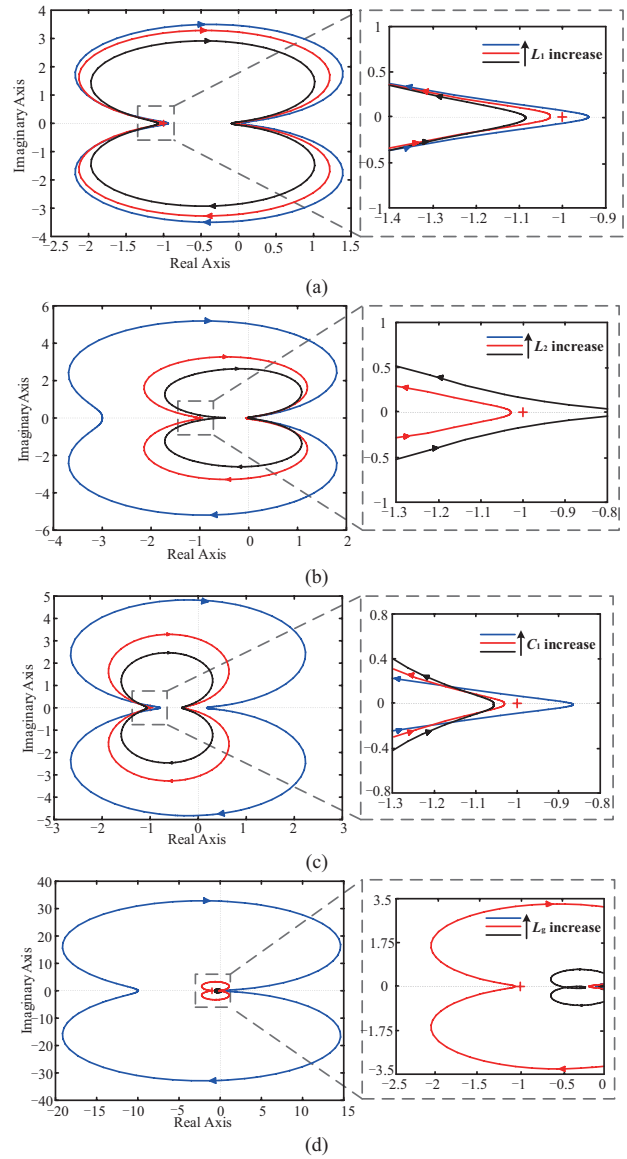 4
3
2
1
0
−1
−2
−3
4
−2.5 −2 −1.5 −1 −0.5 0 0.5 1 1.5
Imaginary Axis
Real Axis
1
0.5
0
−0.5
−1
−1.4 −1.3 −1.2 −1.1 −1 −0.9
L1 increase
(a)
6
4
2
0
−2
−4
−6
−4 −3 −2 −1 0 1 2
Imaginary Axis
Real Axis
1
0.5
0
−0.5
−1
−1.3 −1.2 −1.1 −1 −0.9 −0.8
L2 increase
(b)
5
4
3
2
1
0
−1
−2
−3
−4
−5
−3 −2 −1 0 1 2 3
Imaginary Axis
Real Axis
0.8
0.4
0
−0.4
−0.8
−1.3 −1.2 −1.1 −1 −0.9 −0.8
C1 increase
(c)
40
30
20
10
0
−10
−20
−30
40
−20 −15 −10 −5 0 5 10 15
Imaginary Axis
Real Axis
3.5
1.75
0
−1.75
−3.5
−2.5 −2 −1.5 −1 −0.5 0
Lg increase
(d)